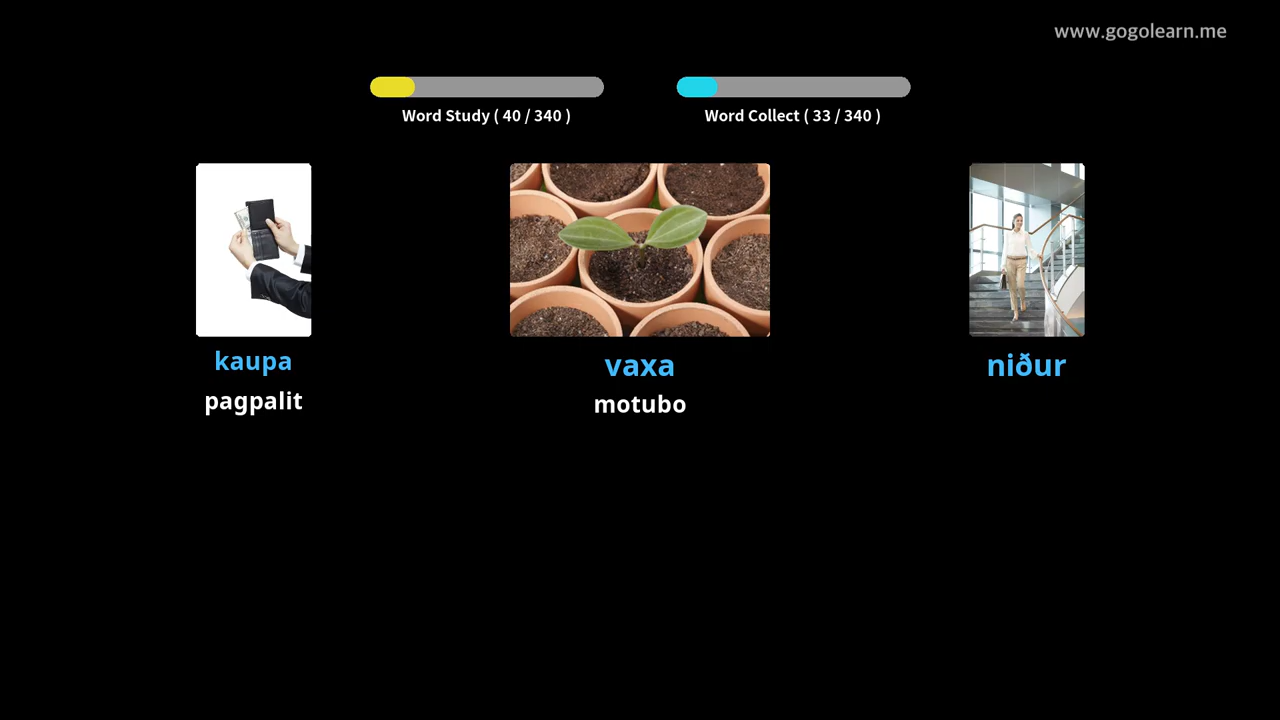 www.gogolearn.me
Word Study ( 40 / 340 )
Word Collect ( 33 / 340 )
kaupa
pagpalit
vaxa
motubo
niður